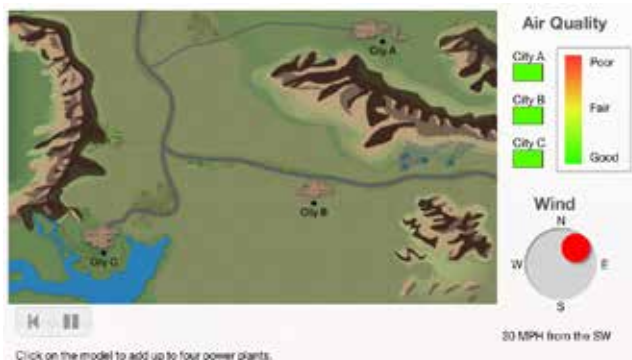 Air Quality
City A
City A
Poor
City B
Fair
City C
Good
City B
Wind
N
W
E
S
City C
20 MPH from the SW
Click on the model to add up to four power plants.